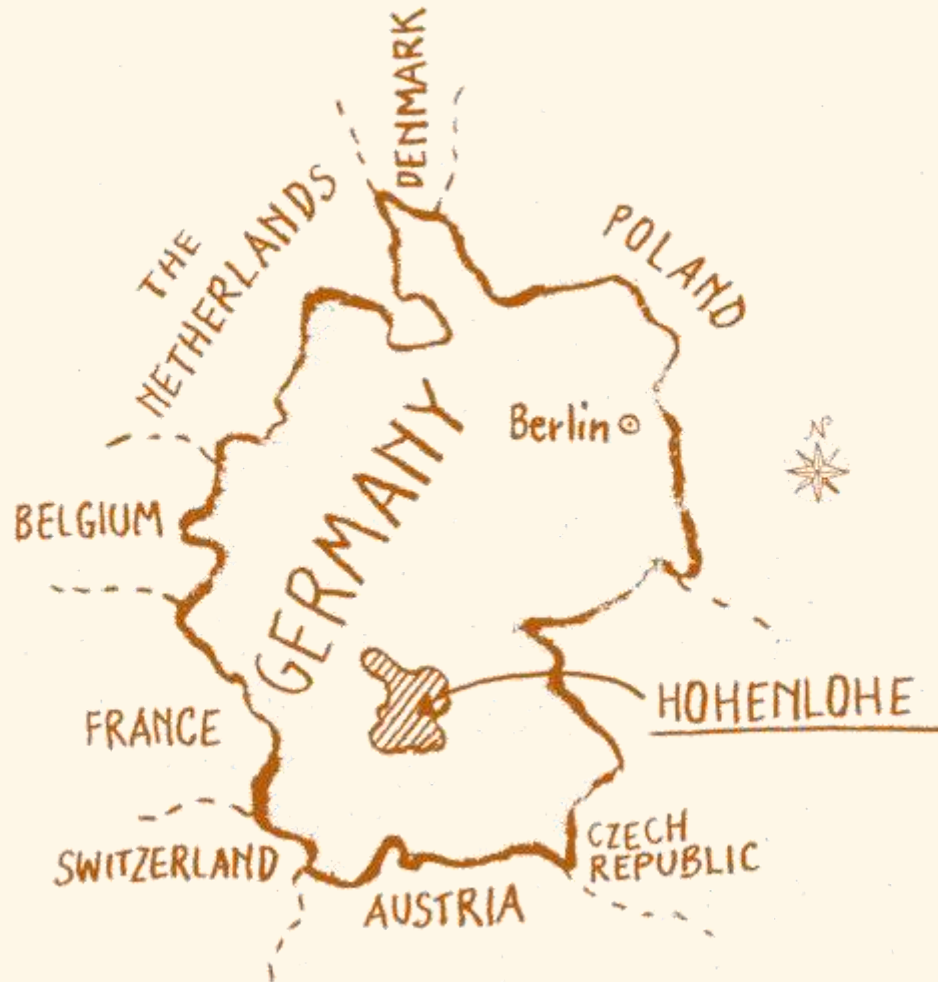 DENMARK
THE
NETHERLANDS
POLAND
Berlin
N
GERMANY
BELGIUM
HOHENLOHE
FRANCE
CZECH
REPUBLIC
SWITZERLAND
AUSTRIA